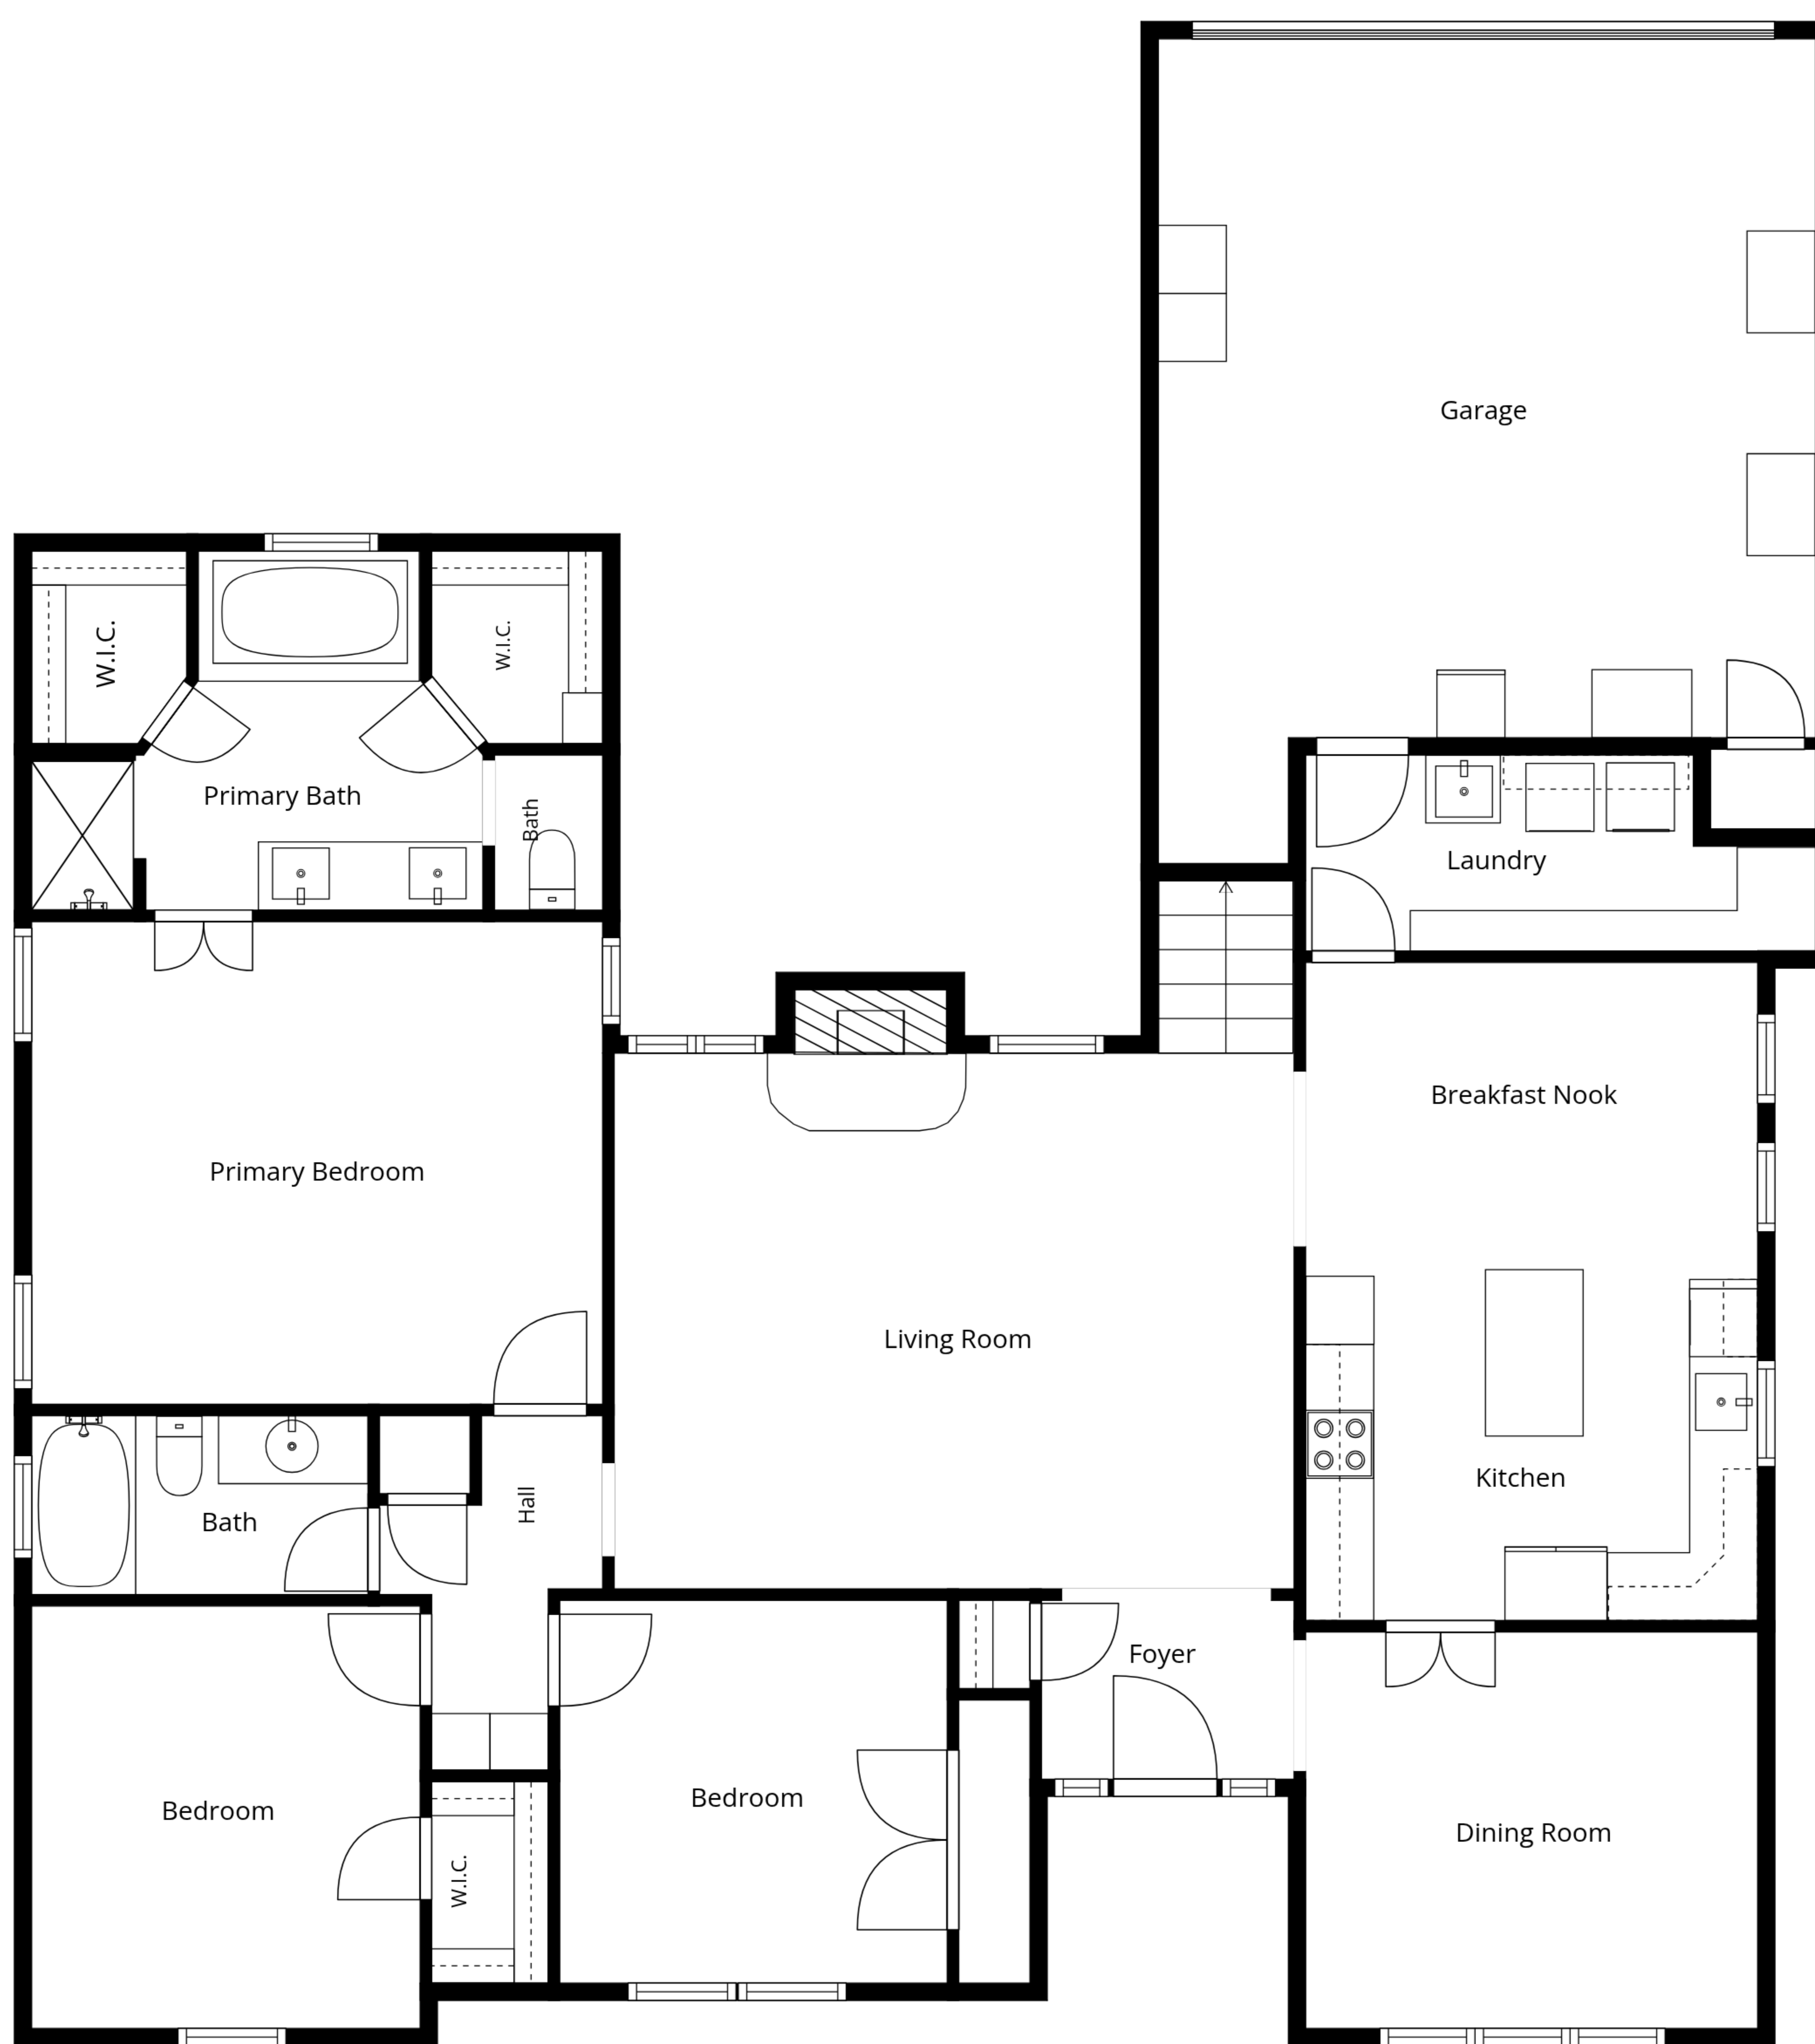 Garage
W.I.C.
W.I.C.
Primary Bath
Bath
Laundry
Breakfast Nook
Primary Bedroom
Living Room
Kitchen
Hall
Bath
Foyer
Bedroom
Bedroom
Dining Room
W.I.C.